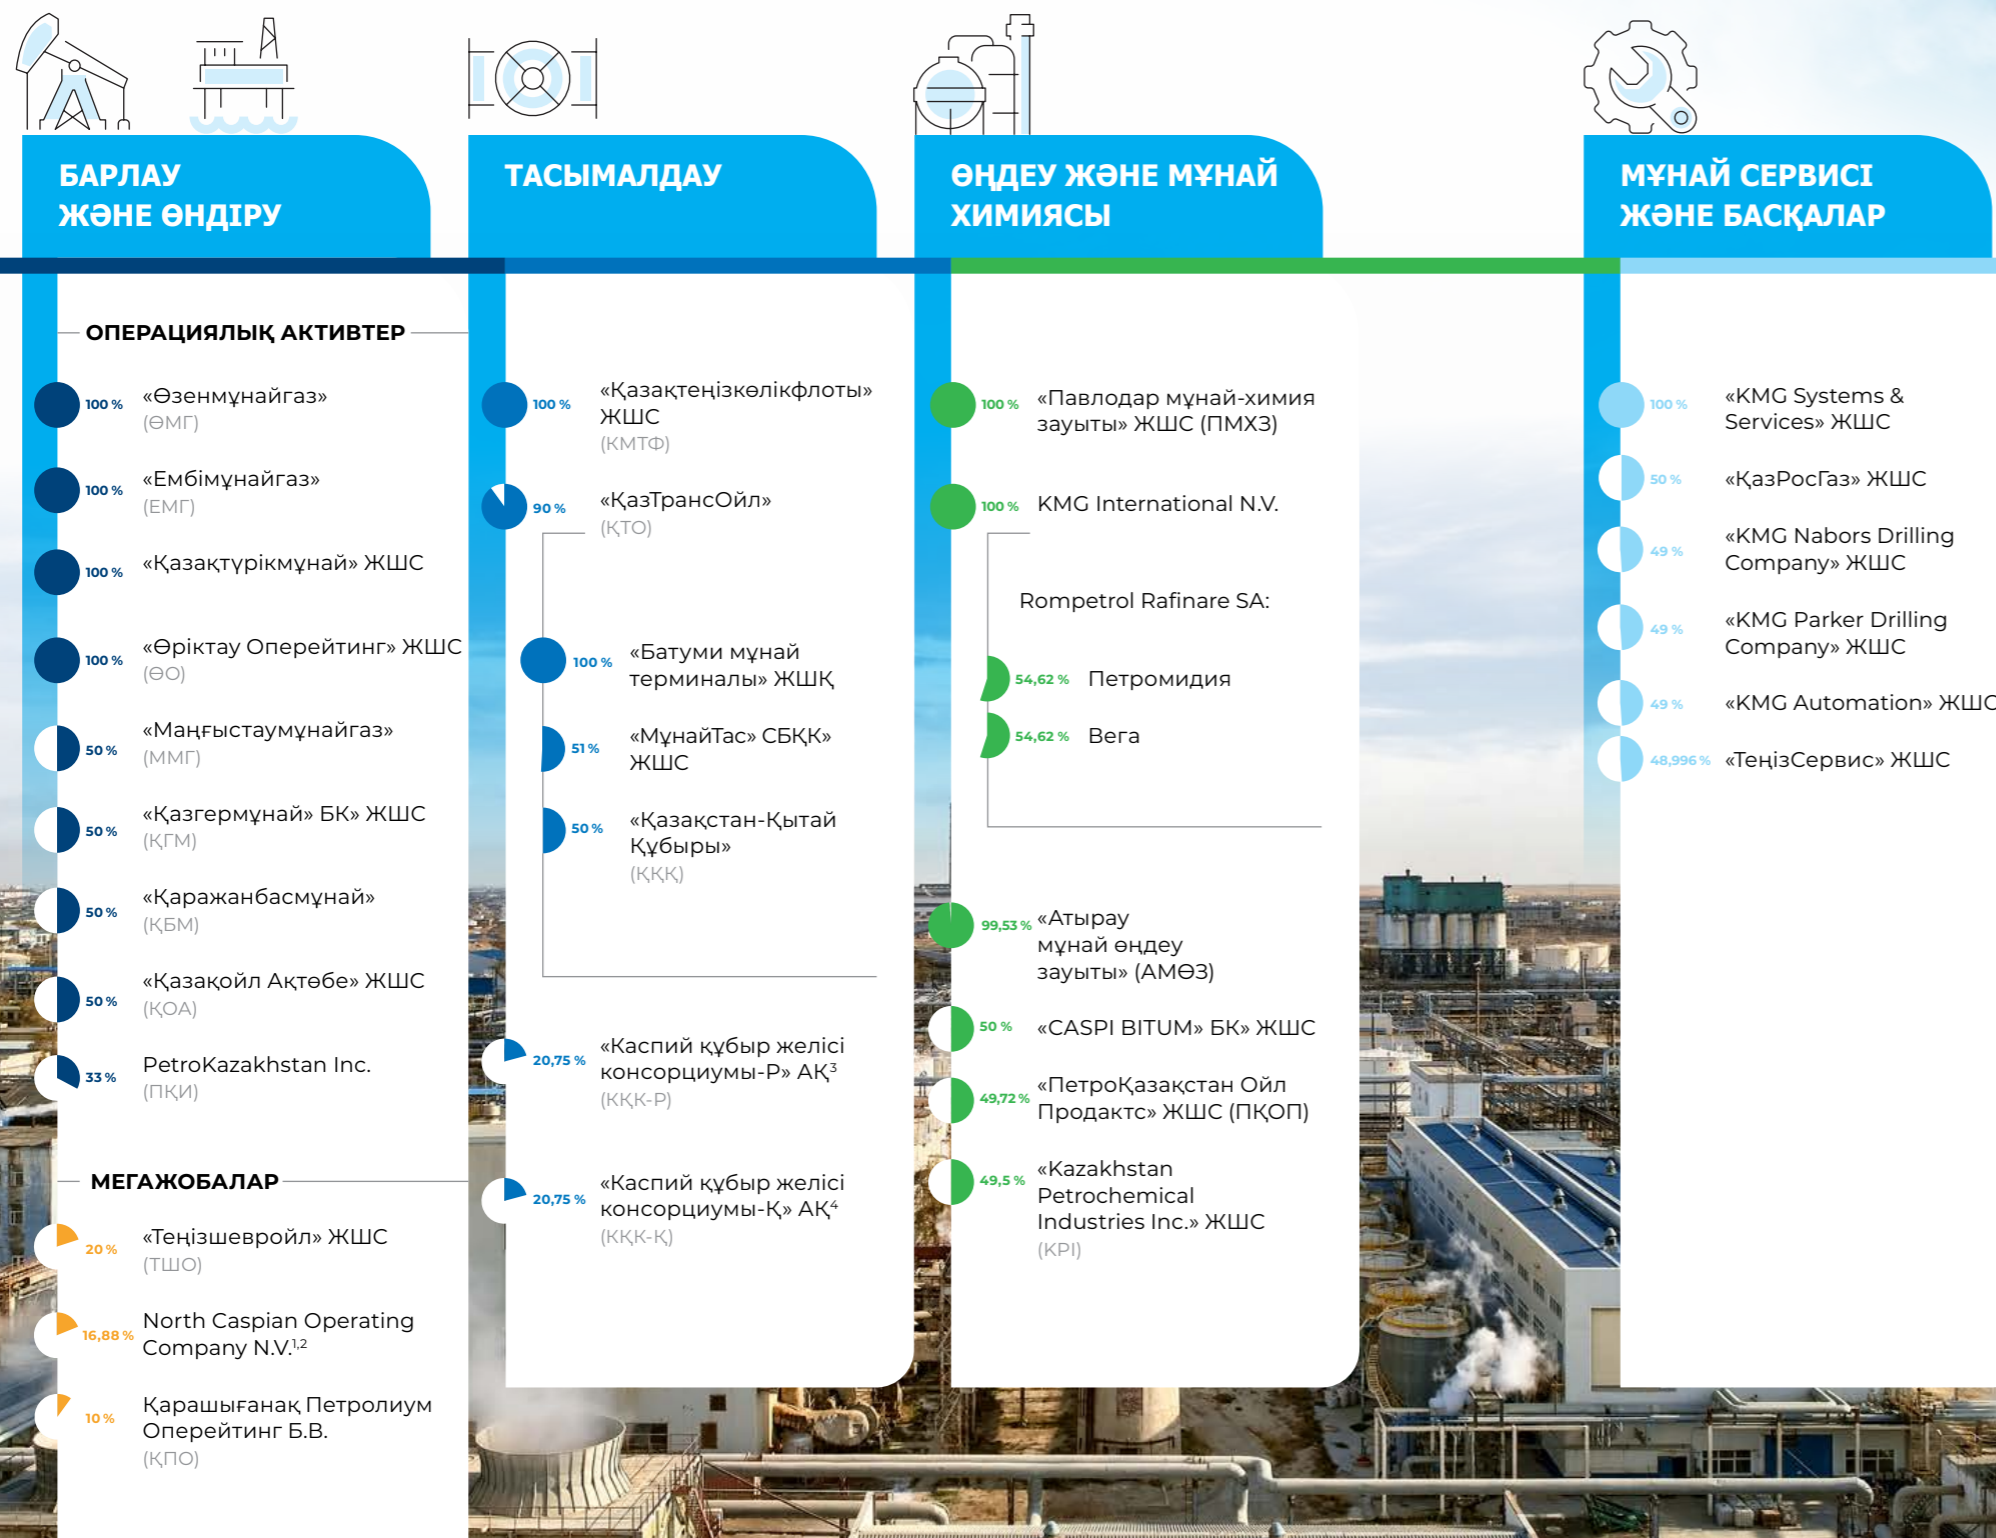 БАРЛАУ
ЖӘНЕ ӨНДІРУ
ОПЕРАЦИЯЛЫҚ АКТИВТЕР
100 % «Өзенмұнайгаз»
(ӨМГ)
100 % «Ембімұнайгаз»
(ЕМГ)
100 % «Қазақтүрікмұнай» ЖШС
100 % «Өріктау Оперейтинг» ЖШС
(ӨО)
50 % «Маңғыстаумұнайгаз»
(ММГ)
50 % «Қазгермұнай» БК» ЖШС
(ҚГМ)
50 % «Қаражанбасмұнай»
(ҚБМ)
50 % «Қазақойл Ақтөбе» ЖШС
(ҚОА)
33 % PetroKazakhstan Inc.
(ПҚИ)
МЕГАЖОБАЛАР
20 % «Теңізшевройл» ЖШС
(ТШО)
16,88 % North Caspian Operating
Company N.V.¹,²
10 % Қарашығанақ Петролиум
Оперейтинг Б.В.
(ҚПО)
ТАСЫМАЛДАУ
100 % «Қазақтеңізкөлікфлоты»
ЖШС
(КМТФ)
90 % «ҚазТрансОйл»
(ҚТО)
100 % «Батуми мұнай
терминалы» ЖШҚ
51 % «МұнайТас» СБҚК»
ЖШС
50 % «Қазақстан-Қытай
Құбыры»
(ҚҚҚ)
20,75 % «Каспий құбыр желісі
консорциумы-Р» АҚ³
(КҚК-Р)
20,75 % «Каспий құбыр желісі
консорциумы-Қ» АҚ⁴
(КҚК-Қ)
ӨҢДЕУ ЖӘНЕ МҰНАЙ
ХИМИЯСЫ
100 % «Павлодар мұнай-химия
зауыты» ЖШС (ПМХЗ)
100 % KMG International N.V.
Rompetrol Rafinare SA:
54,62 % Петромидия
54,62 % Вега
99,53 % «Атырау
мұнай өңдеу
зауыты» (АМӨЗ)
50 % «CASPI BITUM» БК» ЖШС
49,72 % «ПетроҚазақстан Ойл
Продактс» ЖШС (ПҚОП)
49,5 % «Kazakhstan
Petrochemical
Industries Inc.» ЖШС
(KPI)
МҰНАЙ СЕРВИСІ
ЖӘНЕ БАСҚАЛАР
100 % «KMG Systems &
Services» ЖШС
50 % «ҚазРосГаз» ЖШС
49 % «KMG Nabors Drilling
Company» ЖШС
49 % «KMG Parker Drilling
Company» ЖШС
49 % «KMG Automation» ЖШС
48,996 % «ТеңізСервис» ЖШС